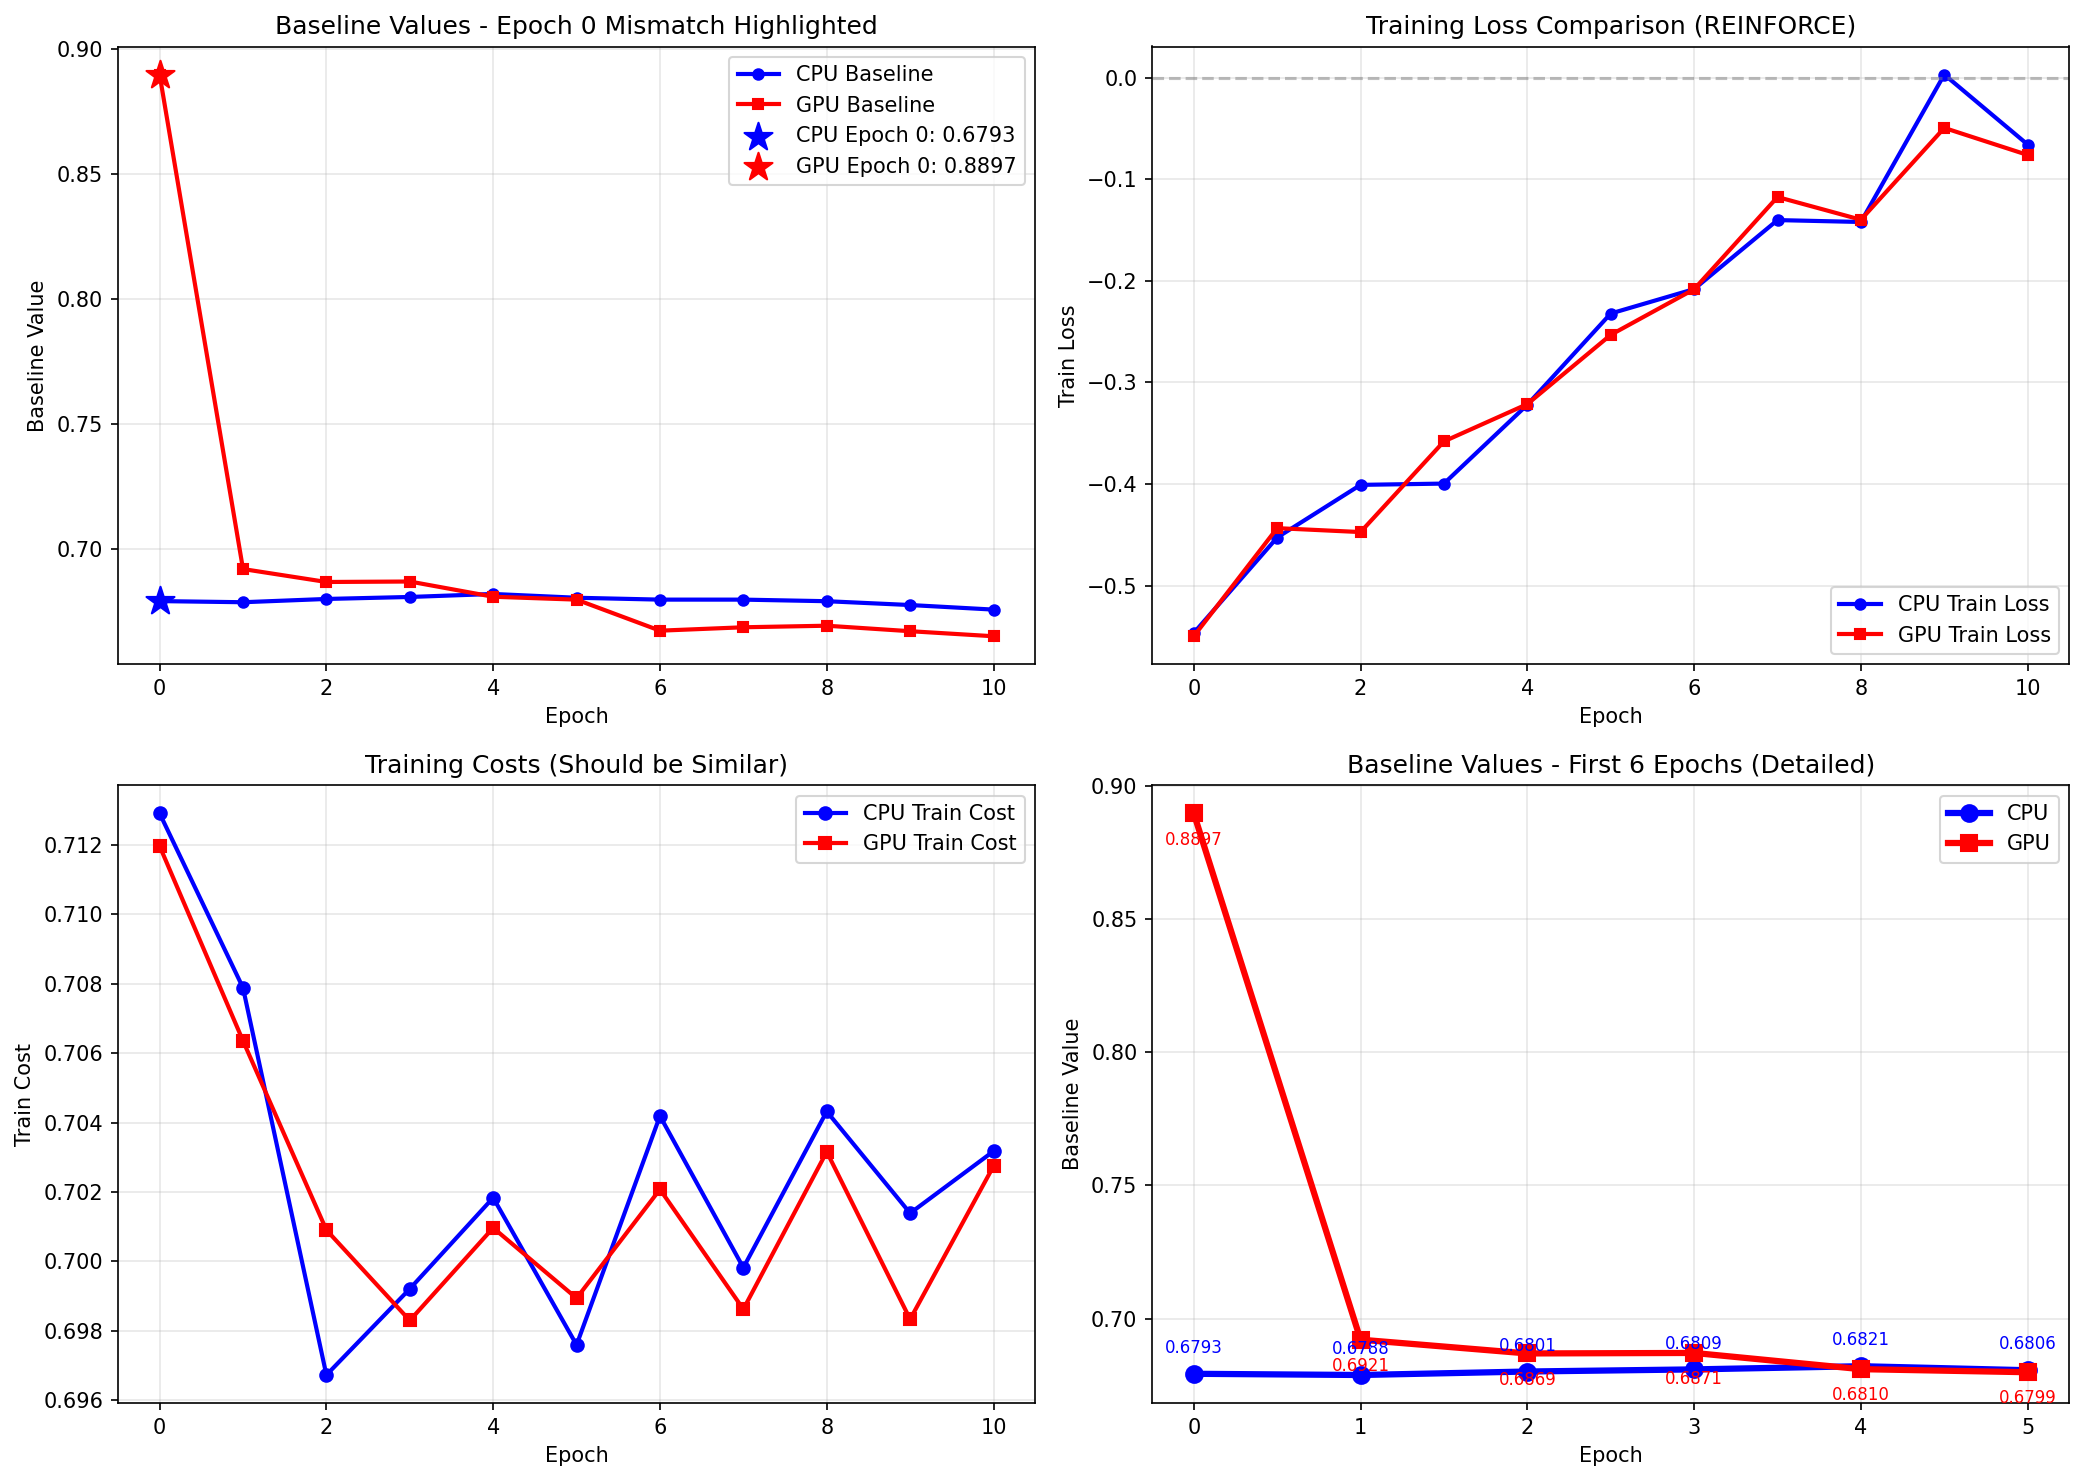 Baseline Values - Epoch 0 Mismatch Highlighted
0.90
0.85
0.80
0.75
0.70
Baseline Value
CPU Baseline
GPU Baseline
CPU Epoch 0: 0.6793
GPU Epoch 0: 0.8897
0 2 4 6 8 10
Epoch
Training Loss Comparison (REINFORCE)
0.0
−0.1
−0.2
−0.3
−0.4
−0.5
Train Loss
CPU Train Loss
GPU Train Loss
0 2 4 6 8 10
Epoch
Training Costs (Should be Similar)
0.712
0.710
0.708
0.706
0.704
0.702
0.700
0.698
0.696
Train Cost
CPU Train Cost
GPU Train Cost
0 2 4 6 8 10
Epoch
Baseline Values - First 6 Epochs (Detailed)
0.90
0.85
0.80
0.75
0.70
Baseline Value
CPU
GPU
0.8897
0.6793 0.6788 0.6801 0.6809 0.6821 0.6806
0.6921 0.6869 0.6871 0.6810 0.6799
0 1 2 3 4 5
Epoch